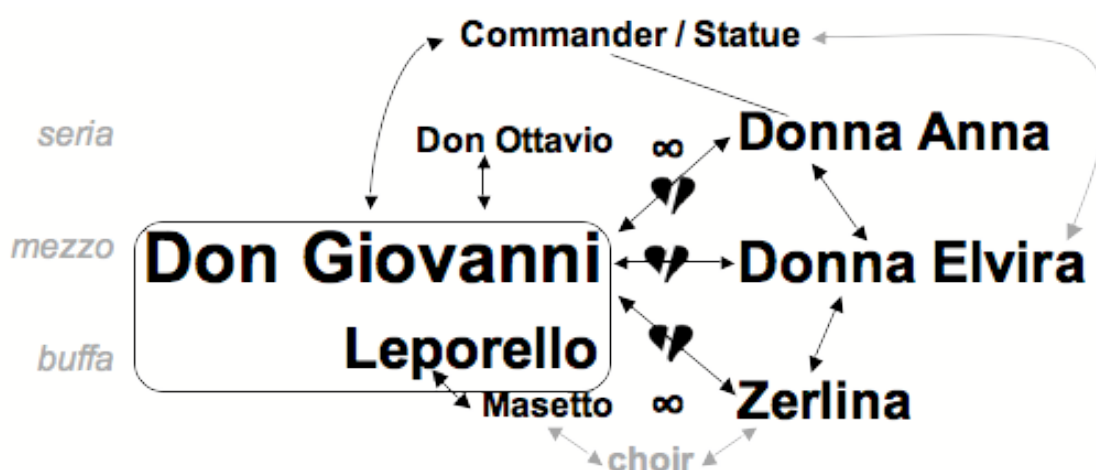 Commander / Statue
seria
Don Ottavio
∞
Donna Anna
mezzo
Don Giovanni
Donna Elvira
buffa
Leporello
Masetto
∞
Zerlina
choir